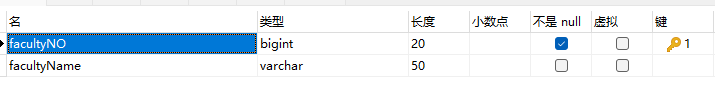 名 类型 长度 小数点 不是 null 虚拟 键
facultyNO bigint 20 1
facultyName varchar 50